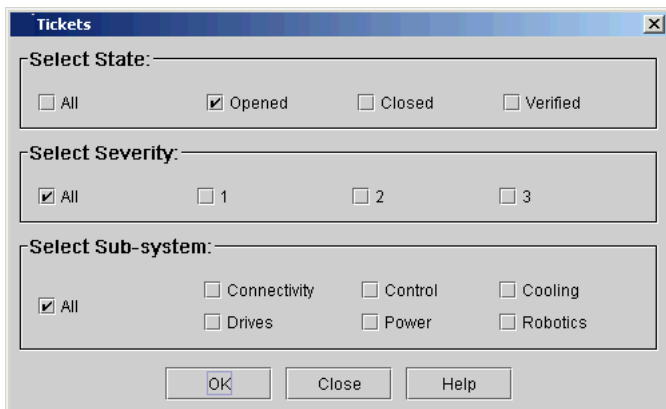 Tickets
Select State:
All Opened Closed Verified
Select Severity:
All 1 2 3
Select Sub-system:
All
Connectivity Control Cooling
Drives Power Robotics
OK Close Help